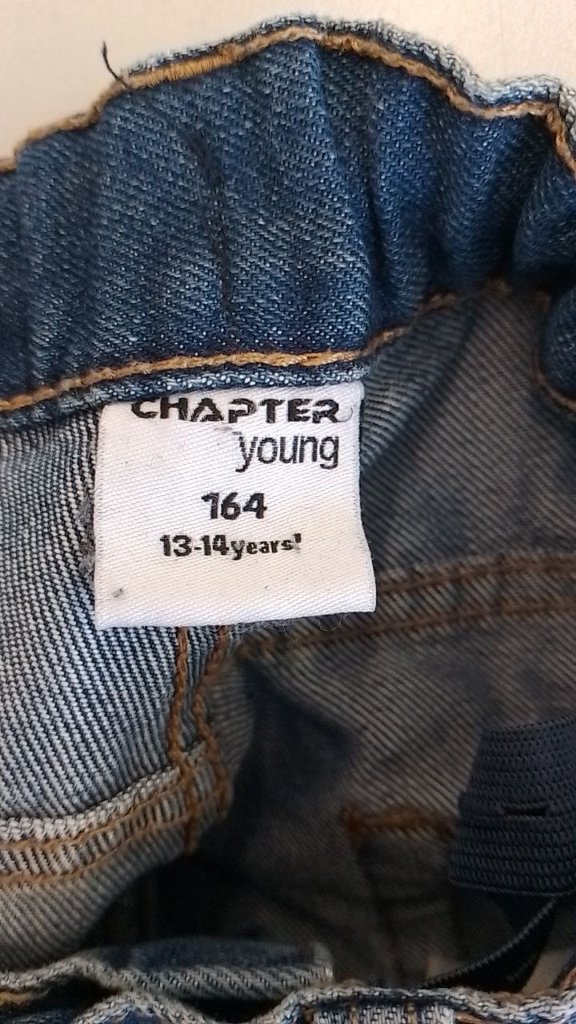 CHAPTER
young
164
13-14years'